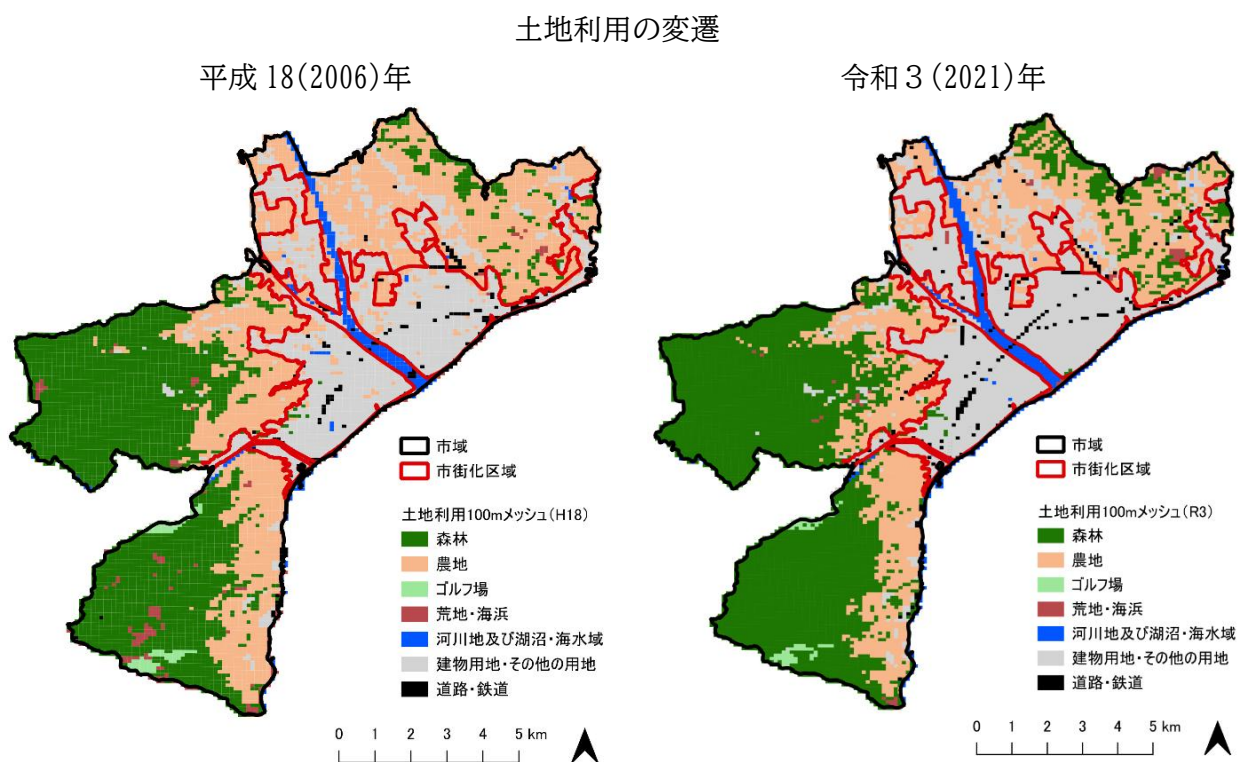 土地利用の変遷
平成 18(2006)年
令和３(2021)年
市域
市街化区域
土地利用100mメッシュ(H18)
森林
農地
ゴルフ場
荒地・海浜
河川地及び湖沼・海水域
建物用地・その他の用地
道路・鉄道
0 1 2 3 4 5 km
市域
市街化区域
土地利用100mメッシュ(R3)
森林
農地
ゴルフ場
荒地・海浜
河川地及び湖沼・海水域
建物用地・その他の用地
道路・鉄道
0 1 2 3 4 5 km